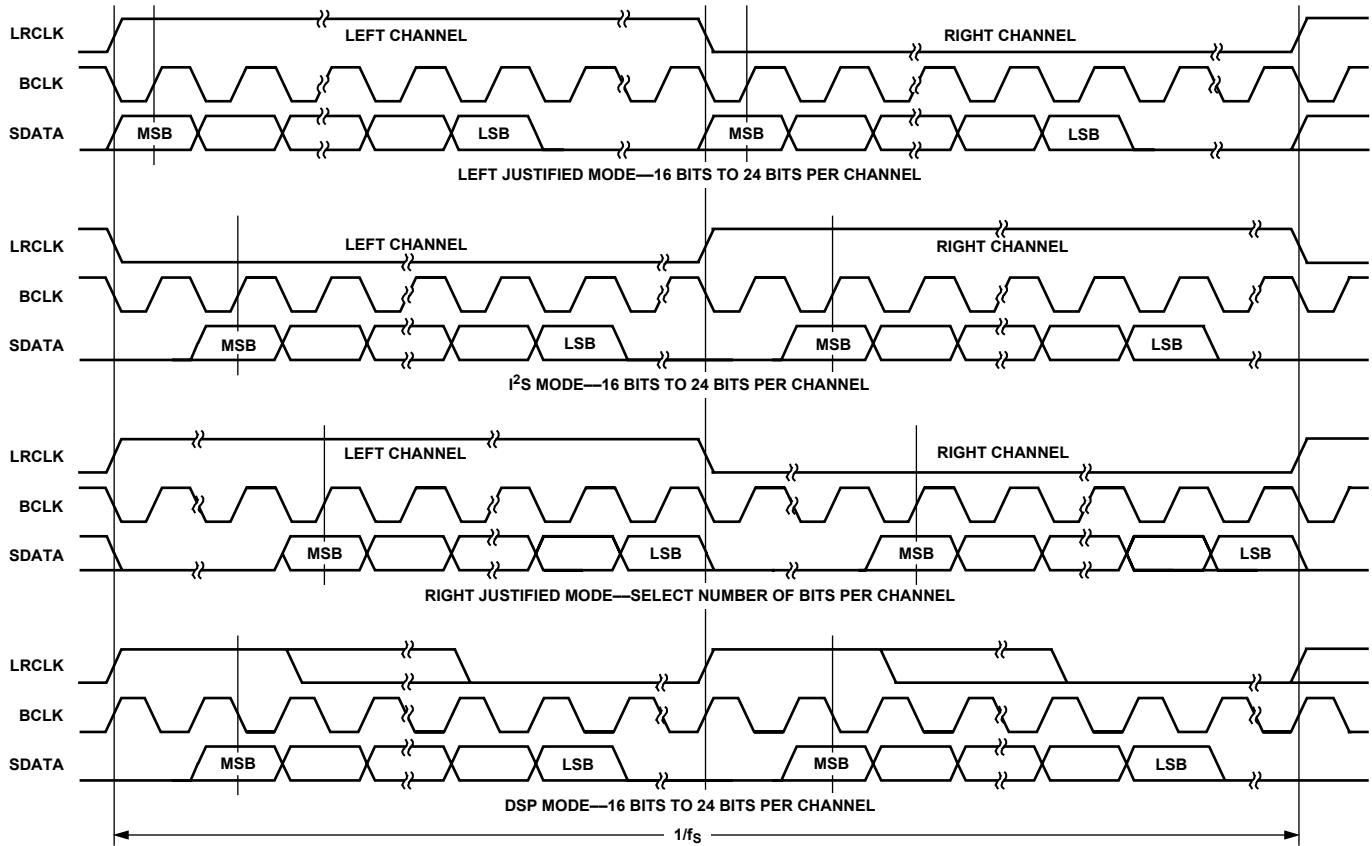 LRCLK
LEFT CHANNEL
RIGHT CHANNEL
BCLK
SDATA
MSB
LSB
MSB
LSB
LEFT JUSTIFIED MODE—16 BITS TO 24 BITS PER CHANNEL
LRCLK
LEFT CHANNEL
RIGHT CHANNEL
BCLK
SDATA
MSB
LSB
MSB
LSB
I²S MODE—16 BITS TO 24 BITS PER CHANNEL
LRCLK
LEFT CHANNEL
RIGHT CHANNEL
BCLK
SDATA
MSB
LSB
MSB
LSB
RIGHT JUSTIFIED MODE—SELECT NUMBER OF BITS PER CHANNEL
LRCLK
BCLK
SDATA
MSB
LSB
MSB
LSB
DSP MODE—16 BITS TO 24 BITS PER CHANNEL
1/fS